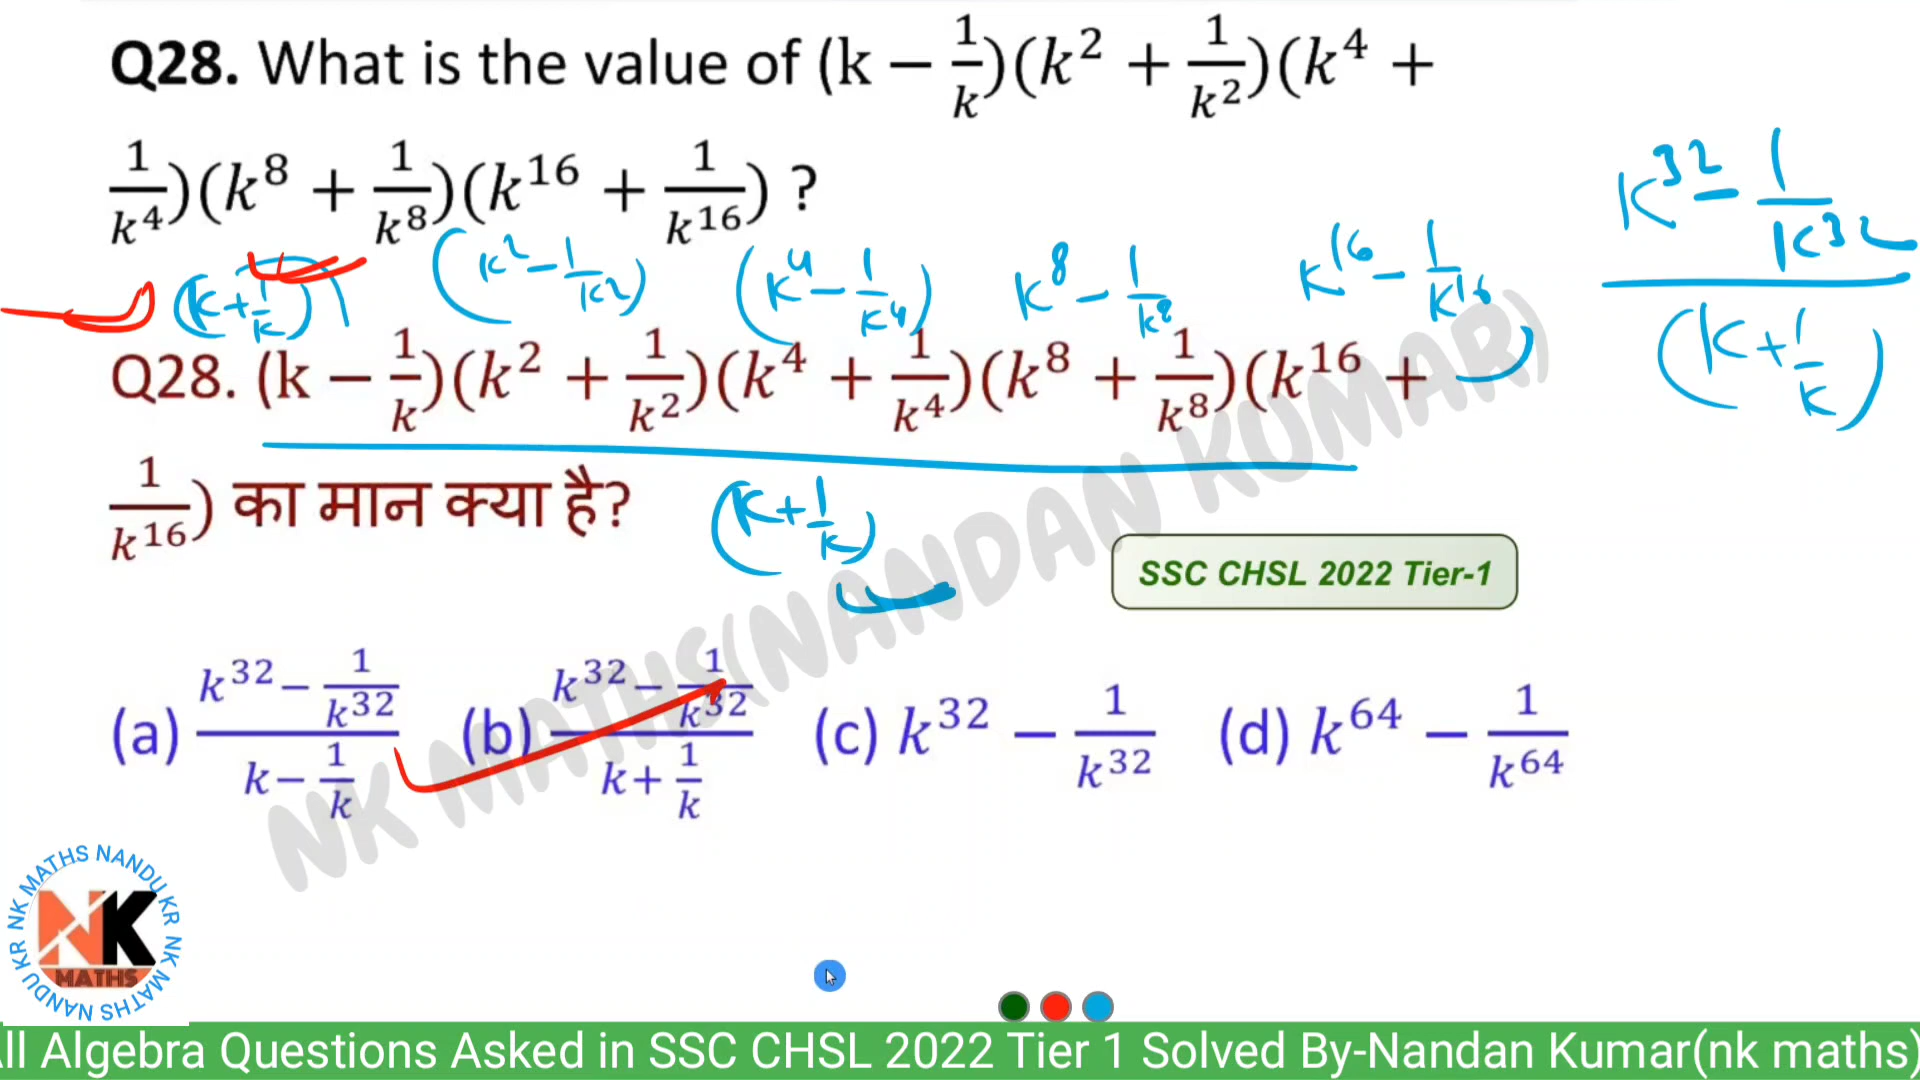 Q28. What is the value of (k − 1/k)(k² + 1/k²)(k⁴ +
1/k⁴)(k⁸ + 1/k⁸)(k¹⁶ + 1/k¹⁶) ?
K³² − 1/K³²
(K + 1/K)
(K + 1/K) (K² − 1/K²) (K⁴ − 1/K⁴) K⁸ − 1/K⁸ K¹⁶ − 1/K¹⁶
Q28. (k − 1/k)(k² + 1/k²)(k⁴ + 1/k⁴)(k⁸ + 1/k⁸)(k¹⁶ +
1/k¹⁶) का मान क्या है?
(K + 1/K)
SSC CHSL 2022 Tier-1
(a) (k³² − 1/k³²)/(k − 1/k) (b) (k³² − 1/k³²)/(k + 1/k) (c) k³² − 1/k³² (d) k⁶⁴ − 1/k⁶⁴
NK MATHS(NANDAN KUMAR)
NK MATHS NANDU KR NK MATHS NANDU KR
NK
MATHS
ll Algebra Questions Asked in SSC CHSL 2022 Tier 1 Solved By-Nandan Kumar(nk maths)